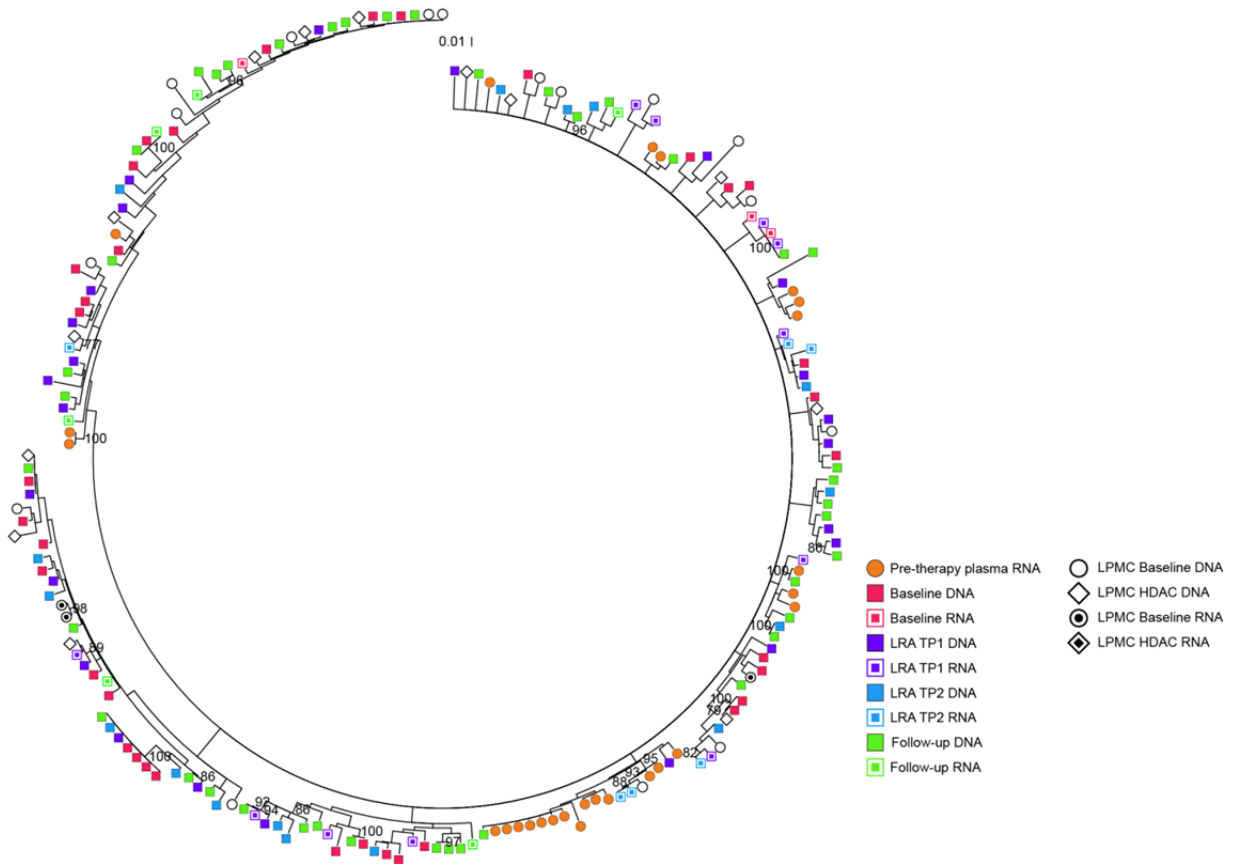 0.01
96
96
100
100
77
100
86
100
100
100
79
98
89
82
95
93
88
100
86
92
94
80
100
97
Pre-therapy plasma RNA
Baseline DNA
Baseline RNA
LRA TP1 DNA
LRA TP1 RNA
LRA TP2 DNA
LRA TP2 RNA
Follow-up DNA
Follow-up RNA
LPMC Baseline DNA
LPMC HDAC DNA
LPMC Baseline RNA
LPMC HDAC RNA